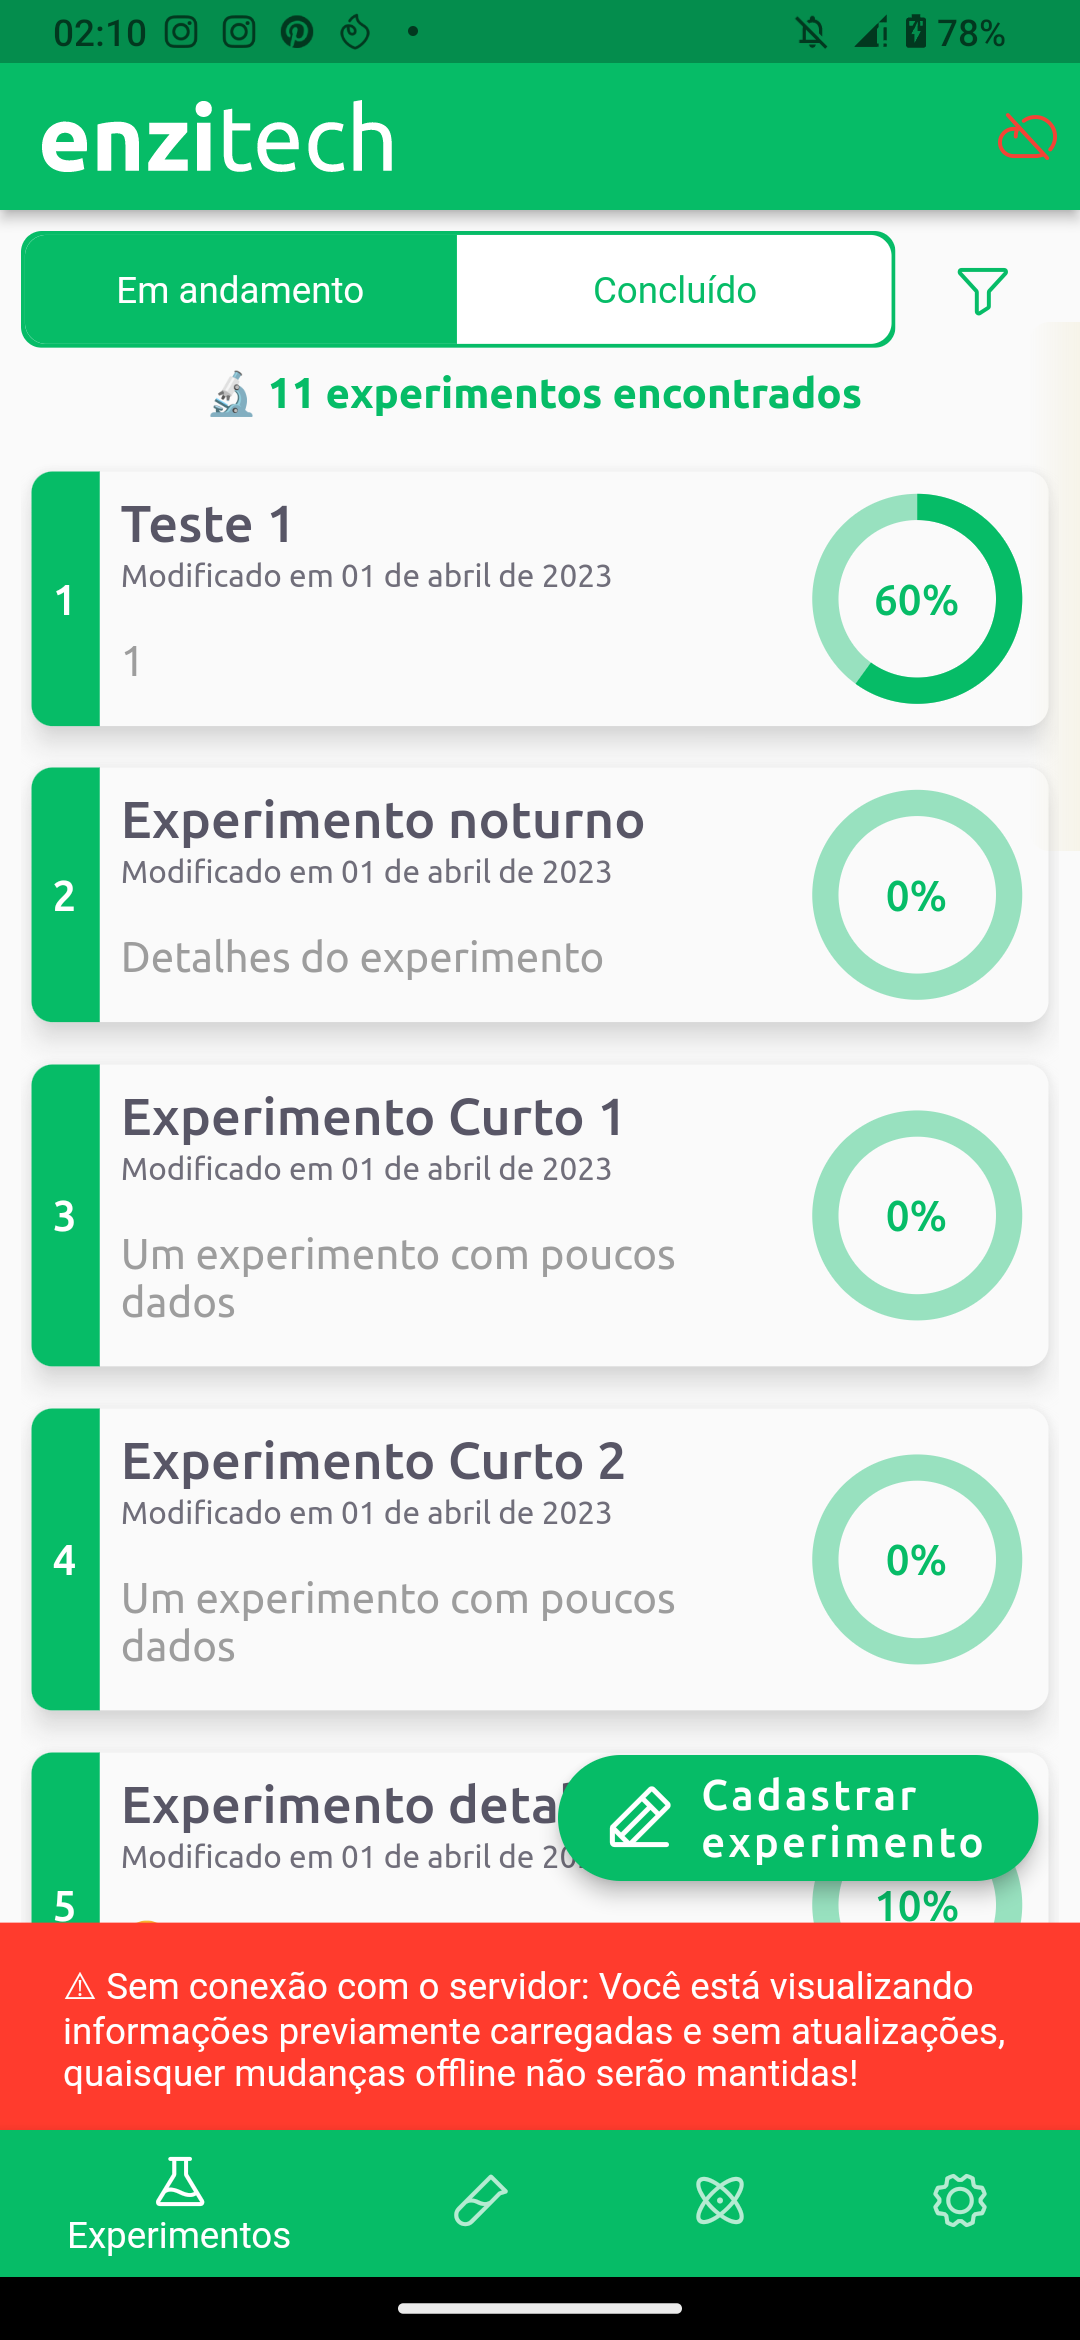 02:10
78%
enzitech
Em andamento
Concluído
🔬 11 experimentos encontrados
1
Teste 1
Modificado em 01 de abril de 2023
1
60%
2
Experimento noturno
Modificado em 01 de abril de 2023
Detalhes do experimento
0%
3
Experimento Curto 1
Modificado em 01 de abril de 2023
Um experimento com poucos
dados
0%
4
Experimento Curto 2
Modificado em 01 de abril de 2023
Um experimento com poucos
dados
0%
5
Experimento
Modificado em 01 de abril de
10%
Cadastrar
experimento
⚠ Sem conexão com o servidor: Você está visualizando
informações previamente carregadas e sem atualizações,
quaisquer mudanças offline não serão mantidas!
Experimentos